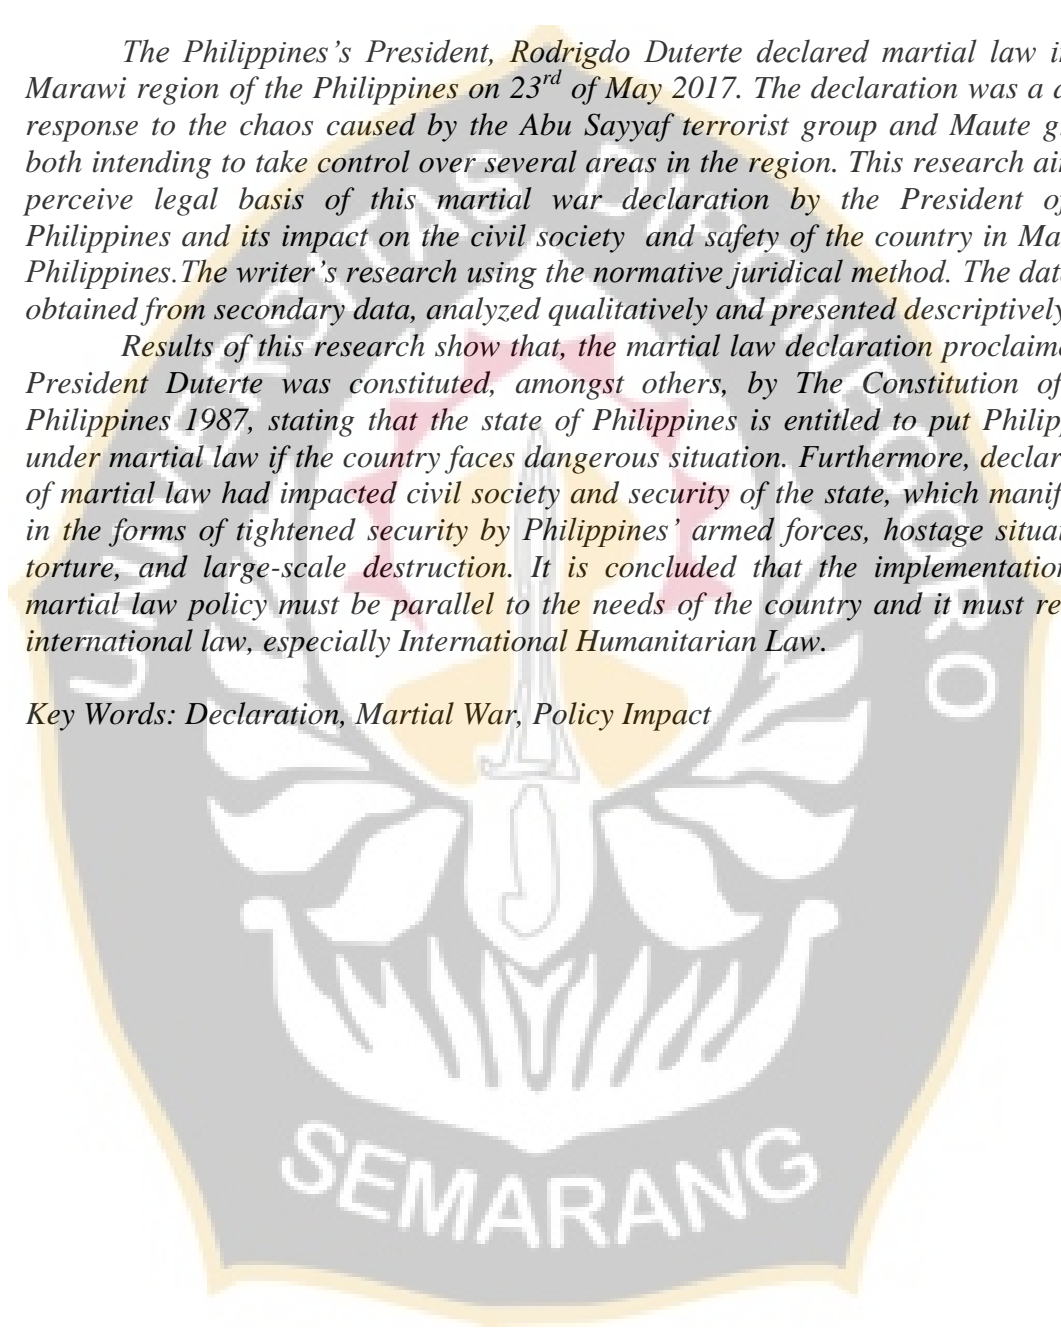 The Philippines’s President, Rodrigdo Duterte declared martial law i
Marawi region of the Philippines on 23rd of May 2017. The declaration was a d
response to the chaos caused by the Abu Sayyaf terrorist group and Maute g
both intending to take control over several areas in the region. This research ai
perceive legal basis of this martial war declaration by the President of
Philippines and its impact on the civil society and safety of the country in Ma
Philippines.The writer’s research using the normative juridical method. The dat
obtained from secondary data, analyzed qualitatively and presented descriptively
Results of this research show that, the martial law declaration proclaim
President Duterte was constituted, amongst others, by The Constitution of
Philippines 1987, stating that the state of Philippines is entitled to put Philip
under martial law if the country faces dangerous situation. Furthermore, declar
of martial law had impacted civil society and security of the state, which manif
in the forms of tightened security by Philippines’ armed forces, hostage situa
torture, and large-scale destruction. It is concluded that the implementation
martial law policy must be parallel to the needs of the country and it must re
international law, especially International Humanitarian Law.
Key Words: Declaration, Martial War, Policy Impact
UNIVERSITAS DIPONEGORO
SEMARANG